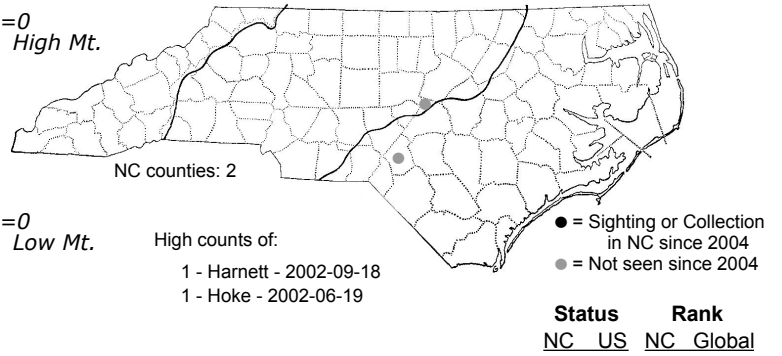 =0
High Mt.
NC counties: 2
=0
Low Mt.
High counts of:
1 - Harnett - 2002-09-18
1 - Hoke - 2002-06-19
= Sighting or Collection
in NC since 2004
= Not seen since 2004
Status Rank
NC US NC Global